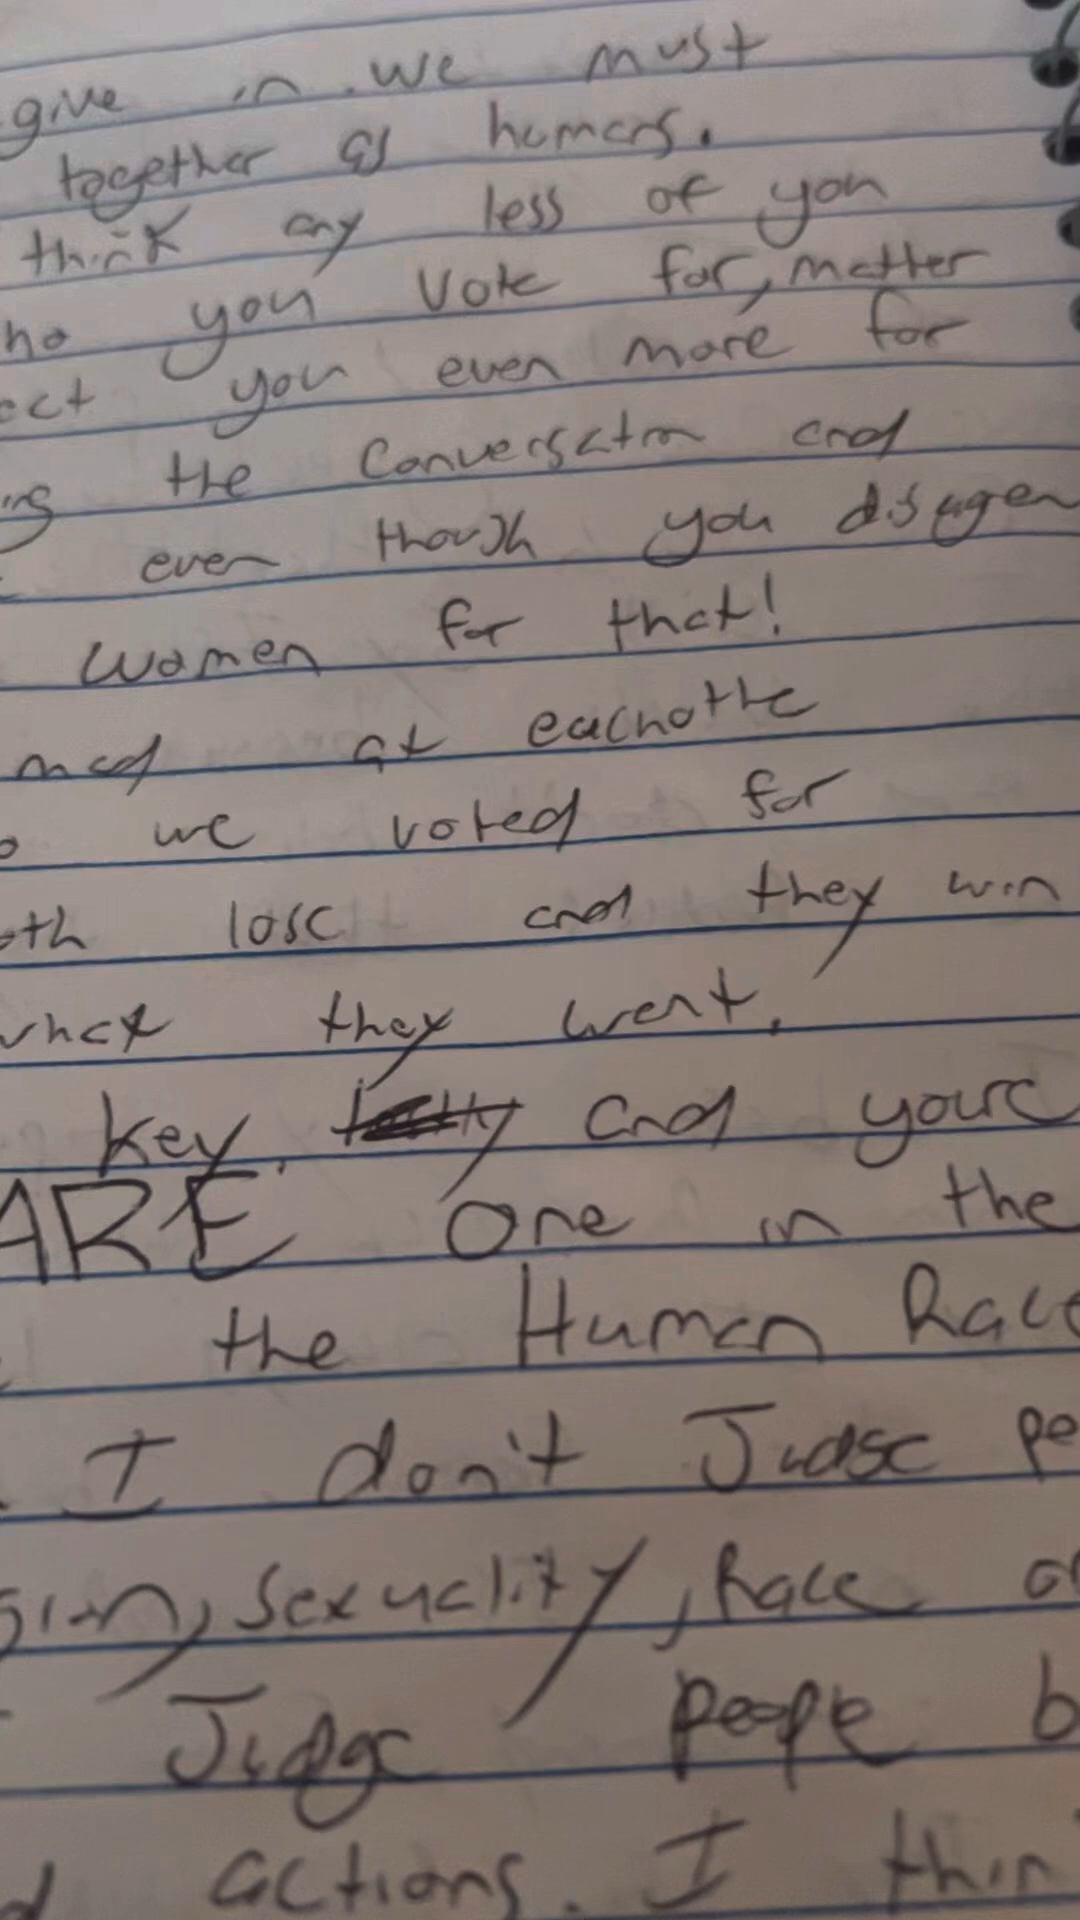 give in. we must
together as humans.
think any less of you
you vote for, matter
you even more for
the conversation and
even though you disagree
women for that!
mad at eachothe
we voted for
lose and they win
what they want.
key. and youre
ARE One in the
the Human Race
I don't Judge pe
sexuality, Race
Judge people b
actions. I thin